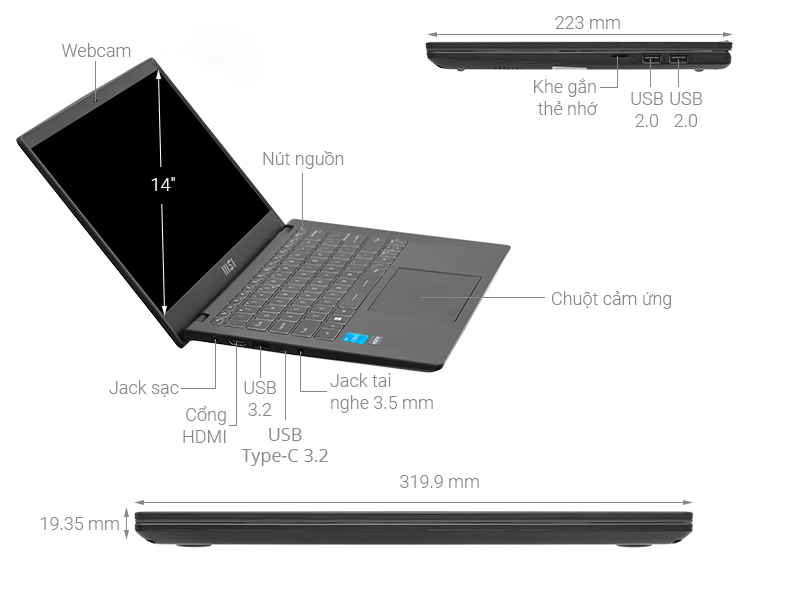 223 mm
Webcam
Khe gắn
thẻ nhớ
USB
2.0
USB
2.0
Nút nguồn
14"
msi
Chuột cảm ứng
Jack sạc
Cổng
HDMI
USB
3.2
USB
Type-C 3.2
Jack tai
nghe 3.5 mm
319.9 mm
19.35 mm